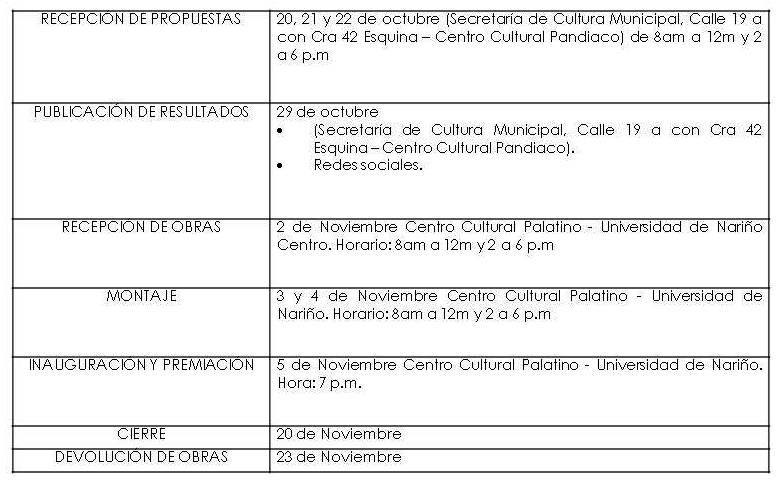 RECEPCIÓN DE PROPUESTAS
20, 21 y 22 de octubre (Secretaría de Cultura Municipal, Calle 19 a
con Cra 42 Esquina – Centro Cultural Pandiaco) de 8am a 12m y 2
a 6 p.m
PUBLICACIÓN DE RESULTADOS
29 de octubre
• (Secretaría de Cultura Municipal, Calle 19 a con Cra 42
Esquina – Centro Cultural Pandiaco).
• Redes sociales.
RECEPCION DE OBRAS
2 de Noviembre Centro Cultural Palatino - Universidad de Nariño
Centro. Horario: 8am a 12m y 2 a 6 p.m
MONTAJE
3 y 4 de Noviembre Centro Cultural Palatino - Universidad de
Nariño. Horario: 8am a 12m y 2 a 6 p.m
INAUGURACION Y PREMIACION
5 de Noviembre Centro Cultural Palatino - Universidad de Nariño.
Hora: 7 p.m.
CIERRE
20 de Noviembre
DEVOLUCIÓN DE OBRAS
23 de Noviembre